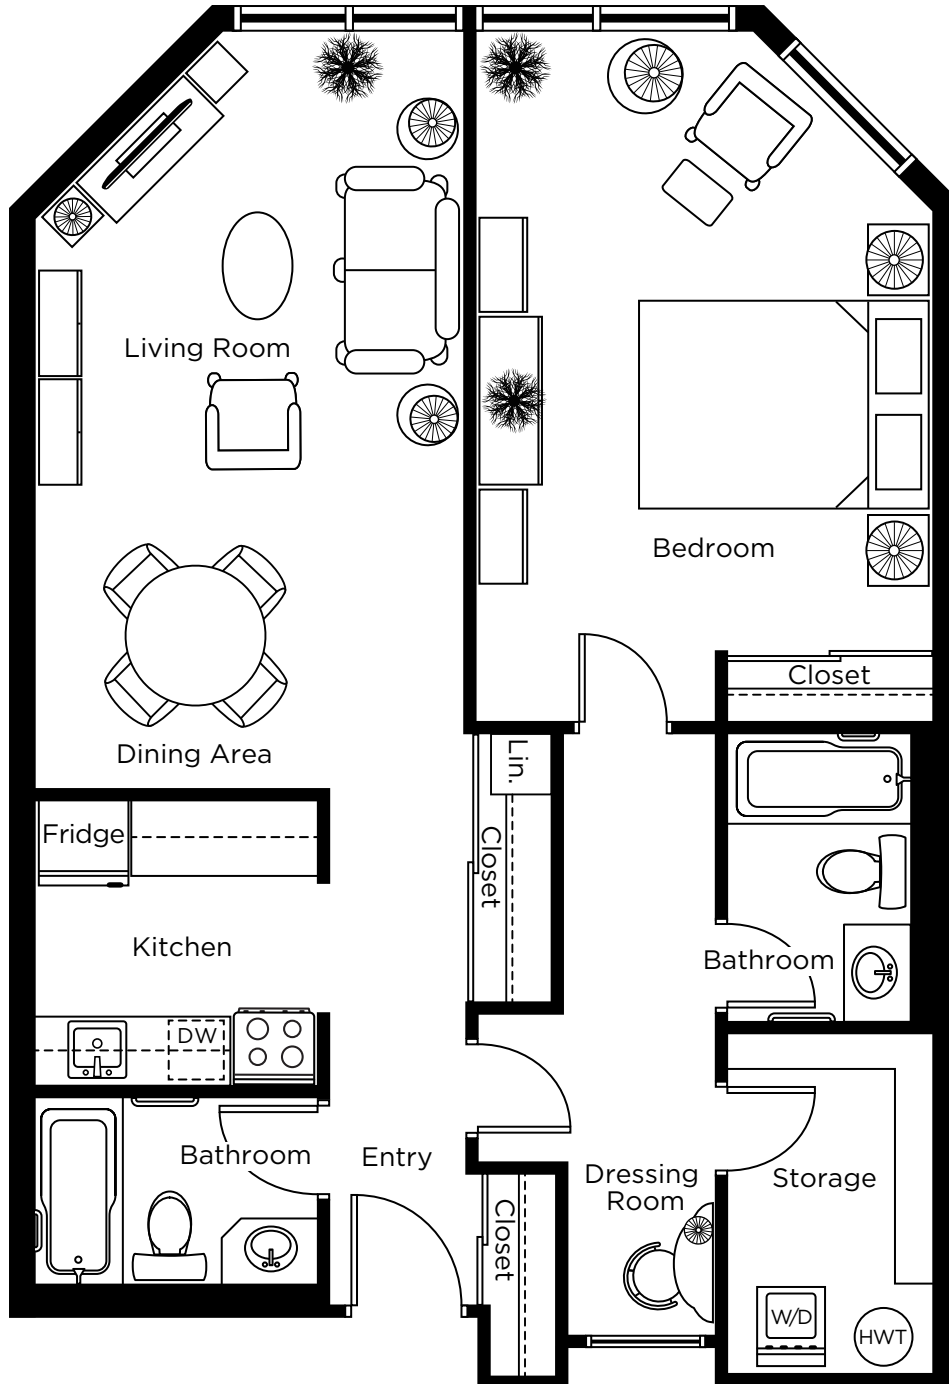 Living Room
Bedroom
Closet
Dining Area
Lin.
Fridge
Closet
Kitchen
Bathroom
DW
Bathroom
Entry
Dressing
Room
Storage
Closet
W/D
HWT